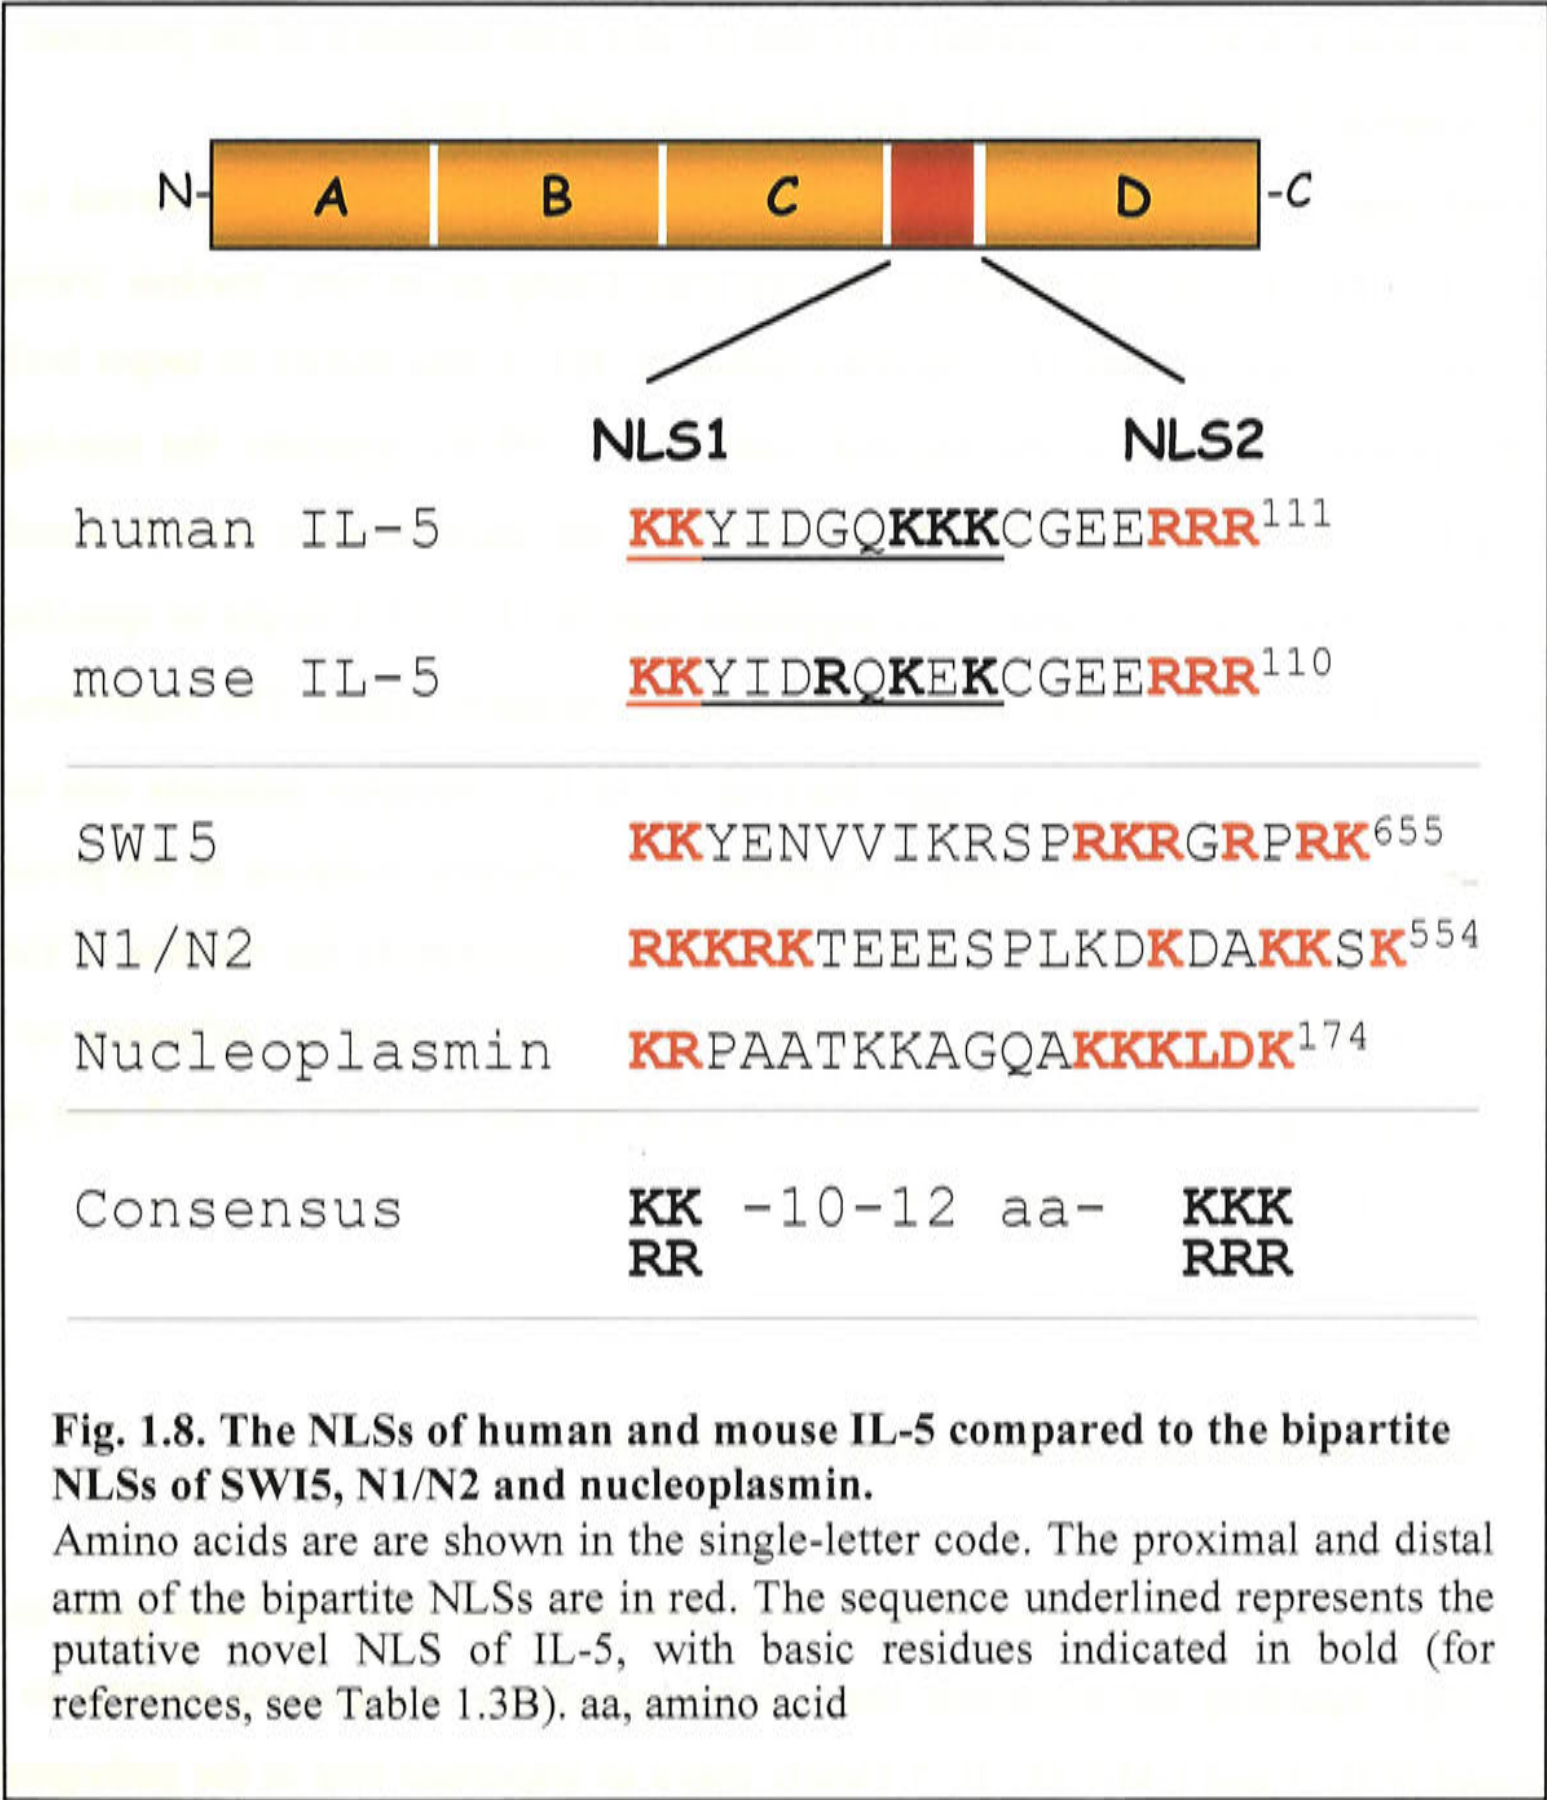 N- A B C D -C
NLS1 NLS2
human IL-5 KKYIDGQKKKCGEERRR111
mouse IL-5 KKYIDRQKEKCGEERRR110
SWI5 KKYENVVIKRSPRKRGRPRK655
N1/N2 RKKRKTEEESPLKDKDAKKSK554
Nucleoplasmin KRPAATKKAGQAKKKLDK174
Consensus KK -10-12 aa- KKK
RR RRR
Fig. 1.8. The NLSs of human and mouse IL-5 compared to the bipartite
NLSs of SWI5, N1/N2 and nucleoplasmin.
Amino acids are are shown in the single-letter code. The proximal and distal
arm of the bipartite NLSs are in red. The sequence underlined represents the
putative novel NLS of IL-5, with basic residues indicated in bold (for
references, see Table 1.3B). aa, amino acid